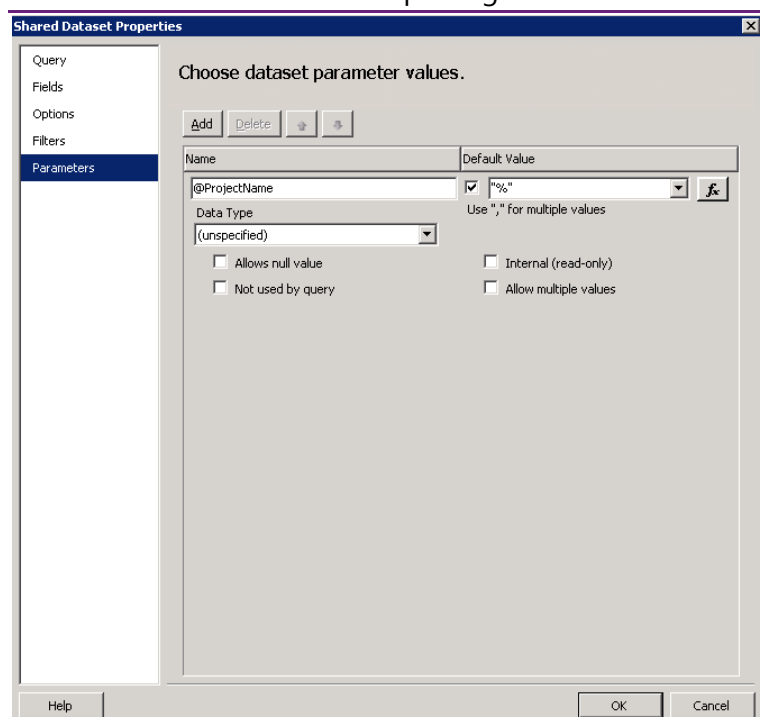 Shared Dataset Properties
Query
Fields
Options
Filters
Parameters
Choose dataset parameter values.
Add Delete
Name Default Value
@ProjectName "%" fx
Data Type Use "," for multiple values
(unspecified)
Allows null value Internal (read-only)
Not used by query Allow multiple values
Help OK Cancel